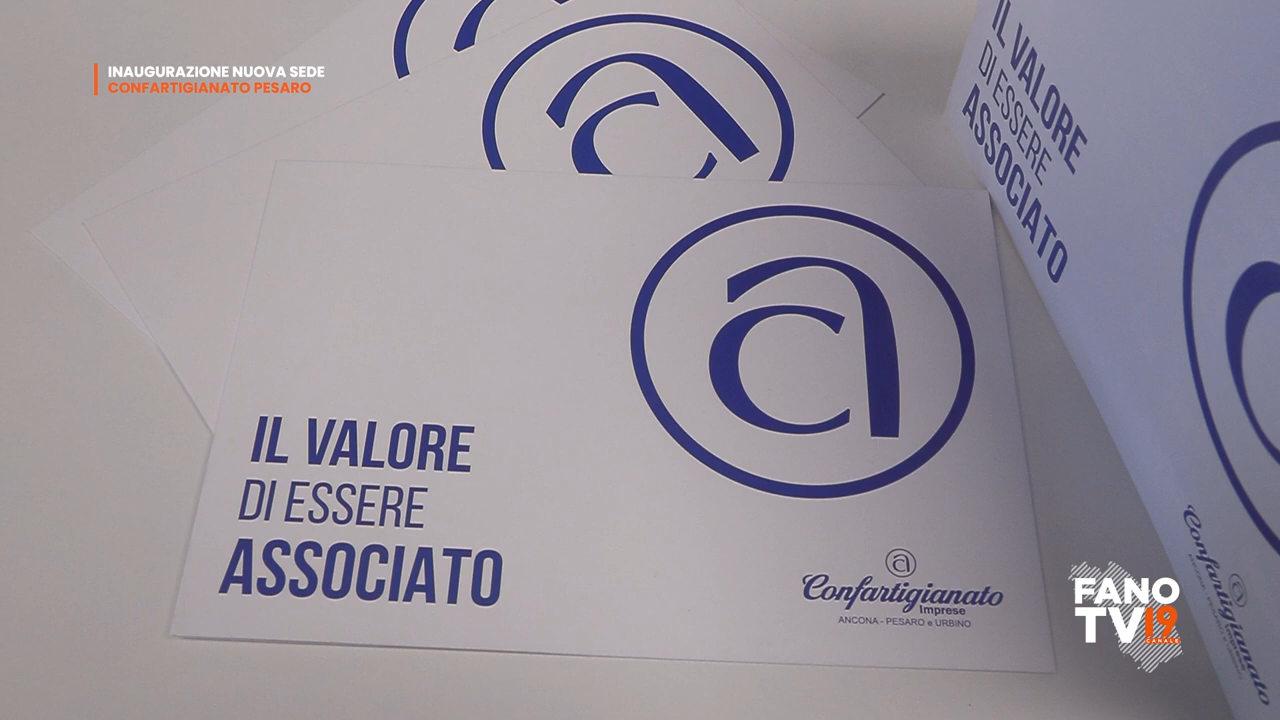 INAUGURAZIONE NUOVA SEDE
CONFARTIGIANATO PESARO
IL VALORE
DI ESSERE
ASSOCIATO
a
Confartigianato
Imprese
ANCONA - PESARO e URBINO
IL VALORE
DI ESSERE
ASSOCIATO
Confartigianato
FANO
TV19
CANALE